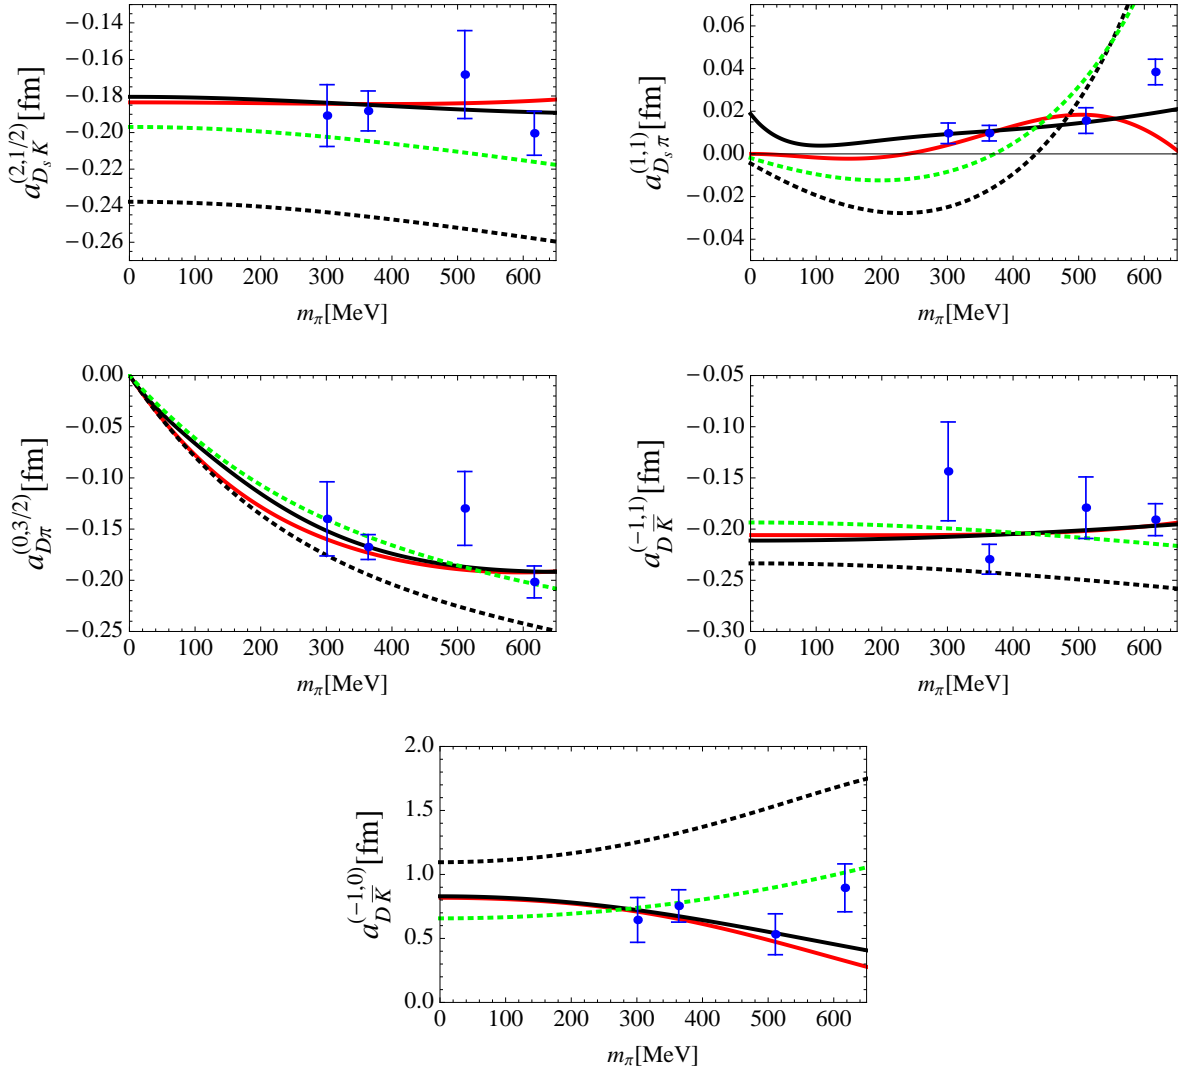 −0.14
−0.16
−0.18
−0.20
−0.22
−0.24
−0.26
a_{D_s K}^{(2,1/2)}[fm]
0 100 200 300 400 500 600
m_π[MeV]
0.06
0.04
0.02
0.00
−0.02
−0.04
a_{D_s π}^{(1,1)}[fm]
0 100 200 300 400 500 600
m_π[MeV]
0.00
−0.05
−0.10
−0.15
−0.20
−0.25
a_{D π}^{(0,3/2)}[fm]
0 100 200 300 400 500 600
m_π[MeV]
−0.05
−0.10
−0.15
−0.20
−0.25
−0.30
a_{D K̅}^{(−1,1)}[fm]
0 100 200 300 400 500 600
m_π[MeV]
2.0
1.5
1.0
0.5
0.0
a_{D K̅}^{(−1,0)}[fm]
0 100 200 300 400 500 600
m_π[MeV]